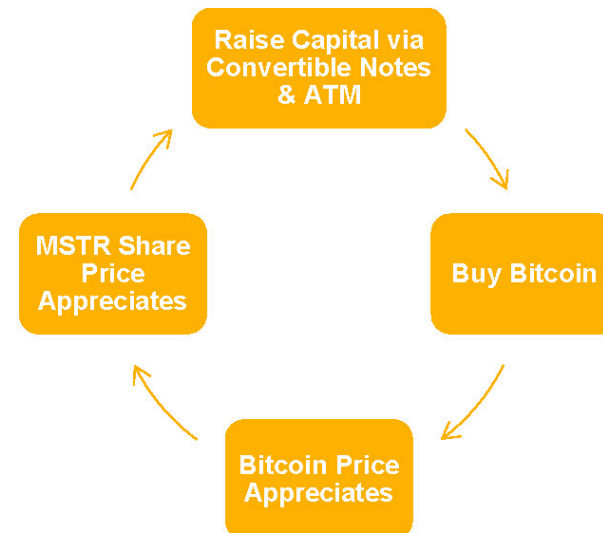 Raise Capital via
Convertible Notes
& ATM
Buy Bitcoin
Bitcoin Price
Appreciates
MSTR Share
Price
Appreciates